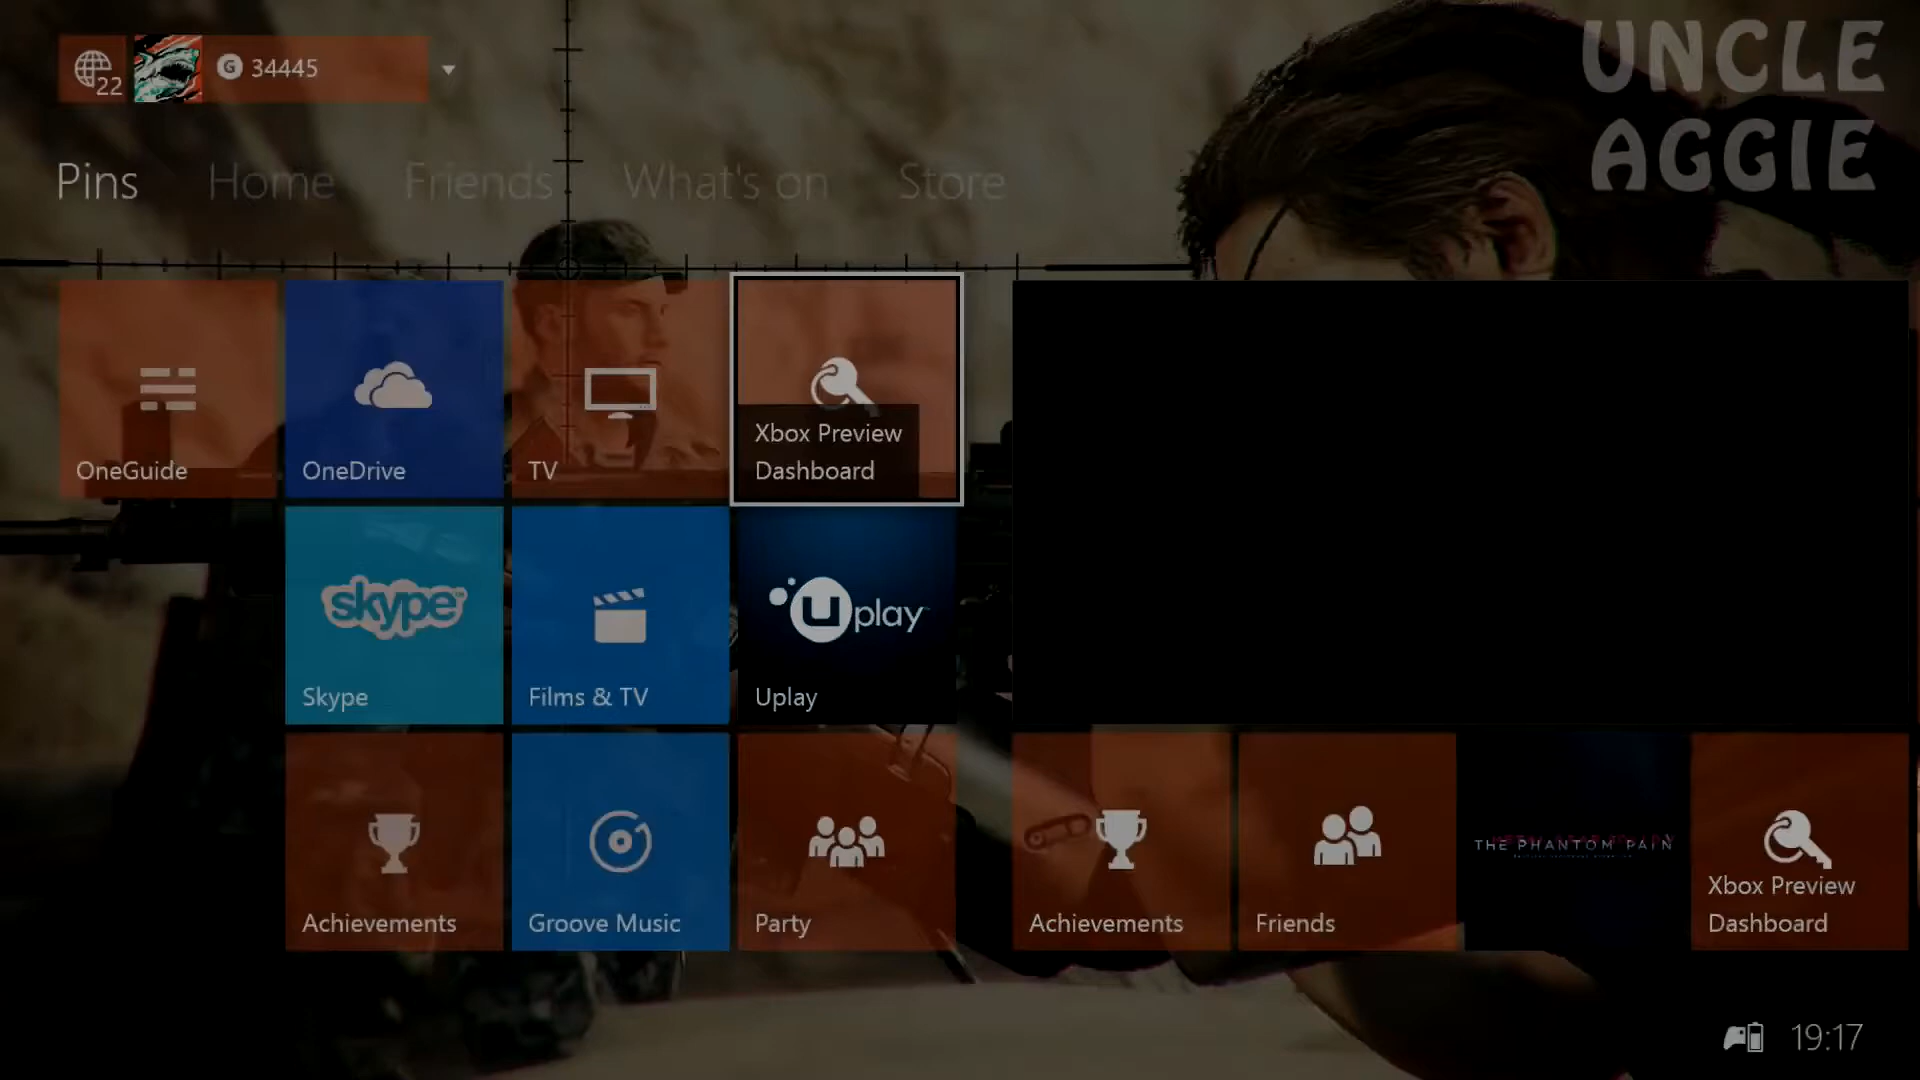 UNCLE
AGGIE
22
G 34445
Pins Home Friends What's on Store
OneGuide
OneDrive
TV
Xbox Preview
Dashboard
skype
Skype
Films & TV
Uplay
Uplay
Achievements
Groove Music
Party
Achievements
Friends
THE PHANTOM PAIN
Xbox Preview
Dashboard
19:17